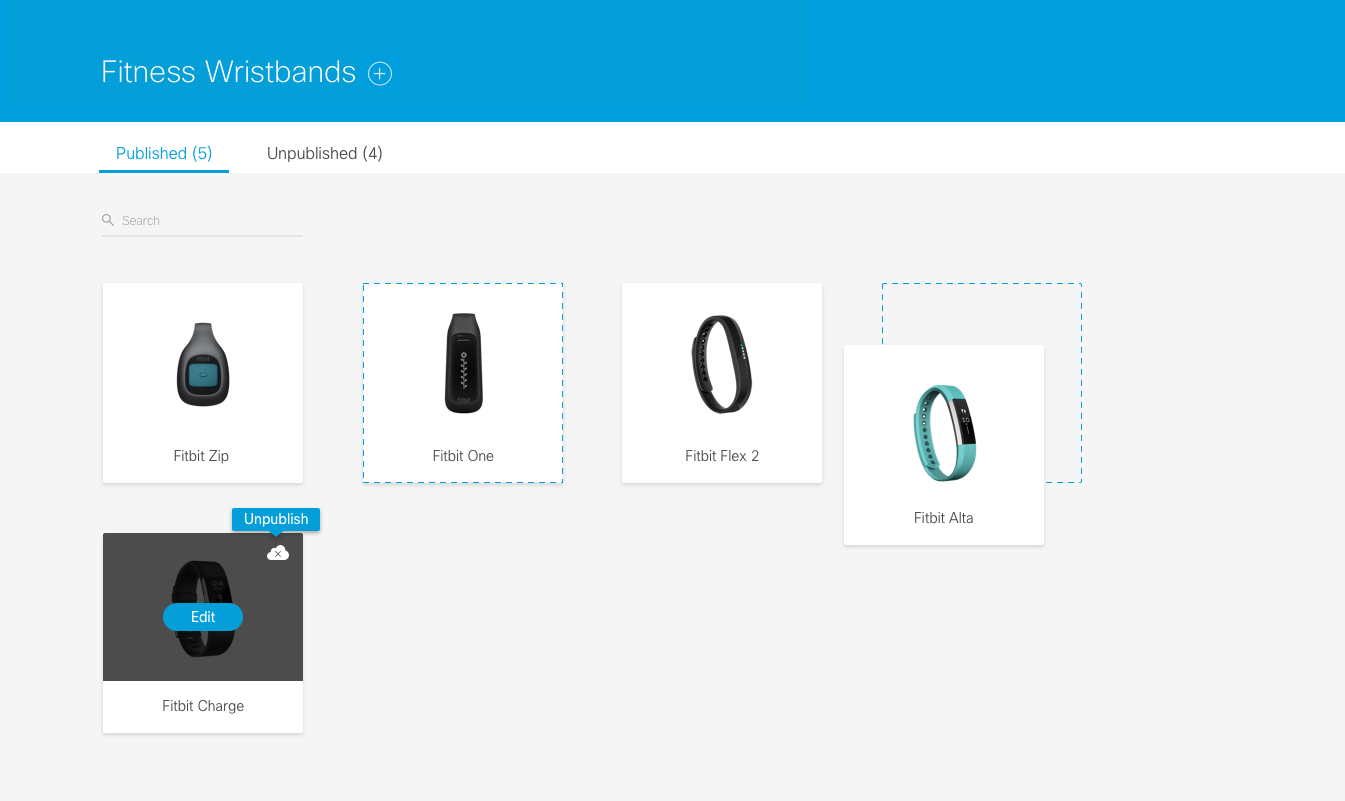 Fitness Wristbands
Published (5)
Unpublished (4)
Search
Fitbit Zip
Fitbit One
Fitbit Flex 2
Fitbit Alta
Unpublish
Edit
Fitbit Charge